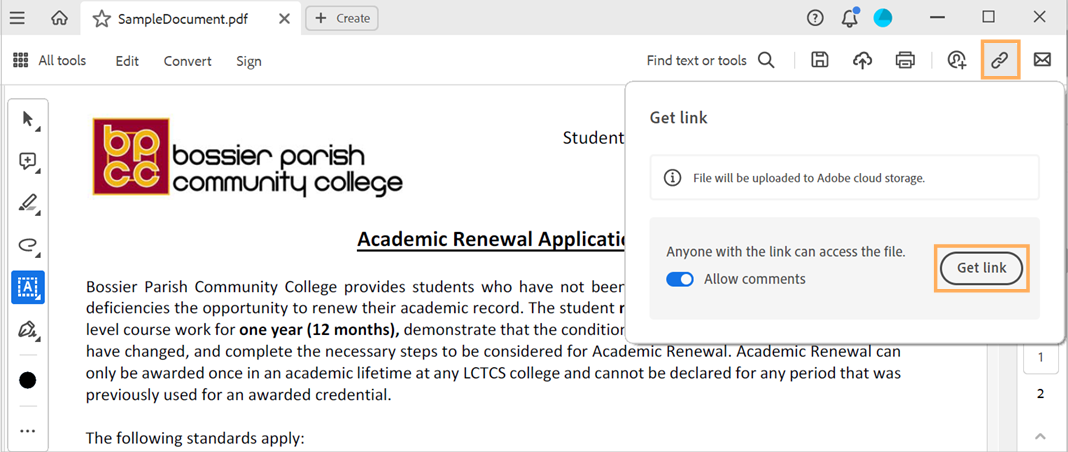 SampleDocument.pdf
Create
All tools
Edit
Convert
Sign
Find text or tools
Get link
File will be uploaded to Adobe cloud storage.
Anyone with the link can access the file.
Allow comments
Get link
bp
cc
bossier parish
community college
Student
Academic Renewal Applicatio
Bossier Parish Community College provides students who have not been
deficiencies the opportunity to renew their academic record. The student
level course work for one year (12 months), demonstrate that the condition
have changed, and complete the necessary steps to be considered for Academic Renewal. Academic Renewal can
only be awarded once in an academic lifetime at any LCTCS college and cannot be declared for any period that was
previously used for an awarded credential.
The following standards apply:
A
1
2